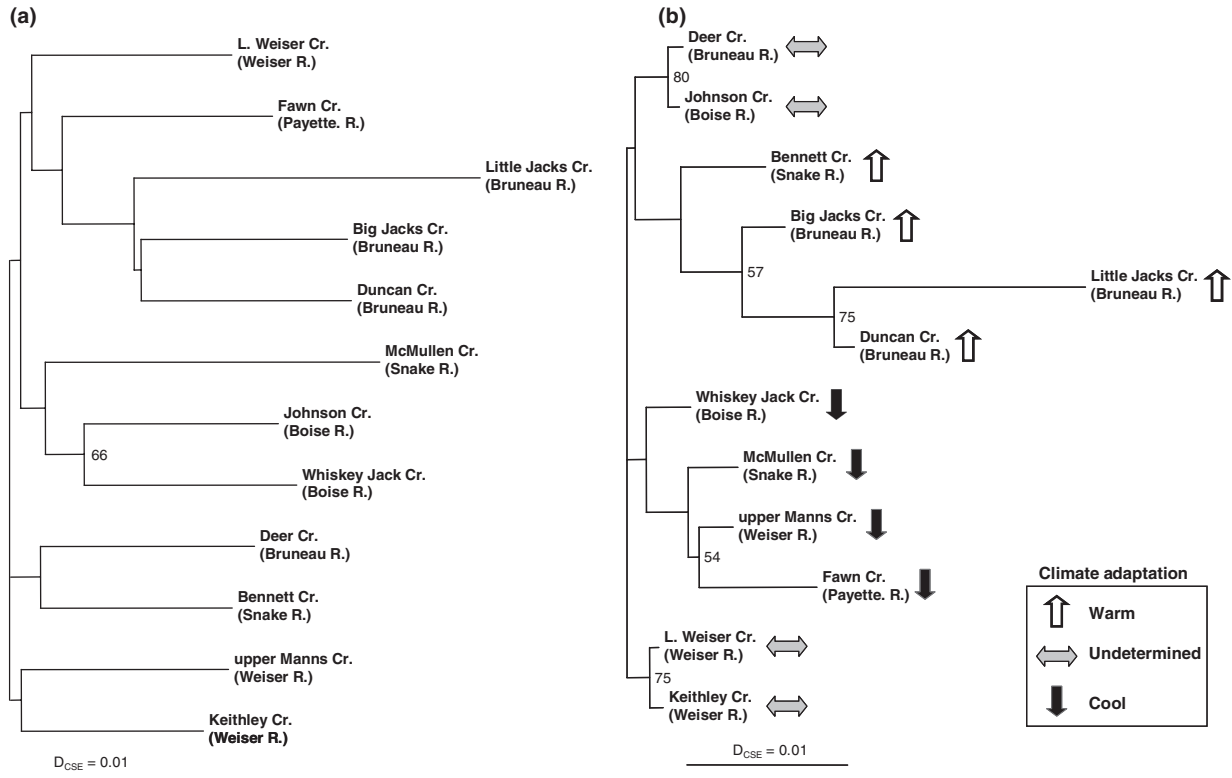 (a)
L. Weiser Cr.
(Weiser R.)
Fawn Cr.
(Payette. R.)
Little Jacks Cr.
(Bruneau R.)
Big Jacks Cr.
(Bruneau R.)
Duncan Cr.
(Bruneau R.)
McMullen Cr.
(Snake R.)
Johnson Cr.
(Boise R.)
66
Whiskey Jack Cr.
(Boise R.)
Deer Cr.
(Bruneau R.)
Bennett Cr.
(Snake R.)
upper Manns Cr.
(Weiser R.)
Keithley Cr.
(Weiser R.)
D_CSE = 0.01
(b)
Deer Cr.
(Bruneau R.)
80
Johnson Cr.
(Boise R.)
Bennett Cr.
(Snake R.)
Big Jacks Cr.
(Bruneau R.)
57
Little Jacks Cr.
(Bruneau R.)
75
Duncan Cr.
(Bruneau R.)
Whiskey Jack Cr.
(Boise R.)
McMullen Cr.
(Snake R.)
upper Manns Cr.
(Weiser R.)
54
Fawn Cr.
(Payette. R.)
L. Weiser Cr.
(Weiser R.)
75
Keithley Cr.
(Weiser R.)
D_CSE = 0.01
Climate adaptation
Warm
Undetermined
Cool